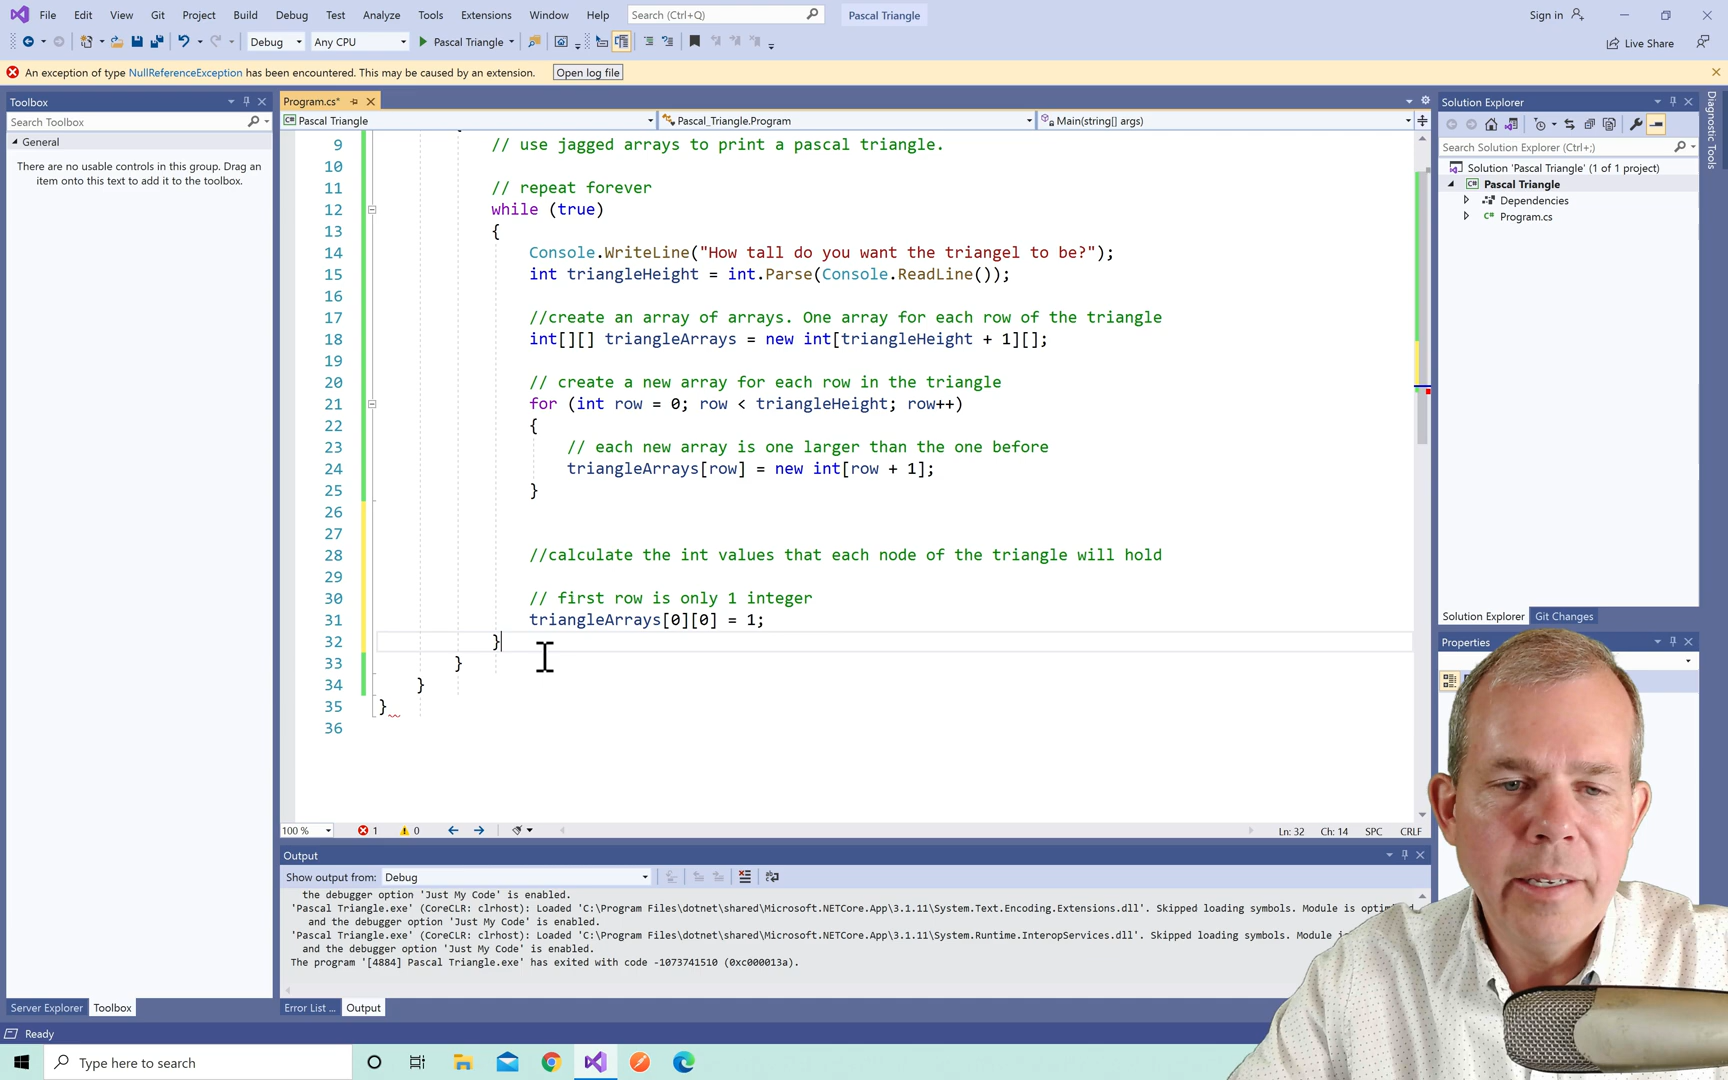 File Edit View Git Project Build Debug Test Analyze Tools Extensions Window Help Search (Ctrl+Q) Pascal Triangle Sign in
Debug Any CPU Pascal Triangle Live Share
An exception of type NullReferenceException has been encountered. This may be caused by an extension. Open log file
Toolbox
Search Toolbox
General
There are no usable controls in this group. Drag an
item onto this text to add it to the toolbox.
Program.cs*
Pascal Triangle Pascal_Triangle.Program Main(string[] args)
9 // use jagged arrays to print a pascal triangle.
10
11 // repeat forever
12 while (true)
13 {
14 Console.WriteLine("How tall do you want the triangel to be?");
15 int triangleHeight = int.Parse(Console.ReadLine());
16
17 //create an array of arrays. One array for each row of the triangle
18 int[][] triangleArrays = new int[triangleHeight + 1][];
19
20 // create a new array for each row in the triangle
21 for (int row = 0; row < triangleHeight; row++)
22 {
23 // each new array is one larger than the one before
24 triangleArrays[row] = new int[row + 1];
25 }
26
27
28 //calculate the int values that each node of the triangle will hold
29
30 // first row is only 1 integer
31 triangleArrays[0][0] = 1;
32 }
33 }
34 }
35 }
36
100 % 1 0 Ln: 32 Ch: 14 SPC CRLF
Solution Explorer
Search Solution Explorer (Ctrl+;)
Solution 'Pascal Triangle' (1 of 1 project)
Pascal Triangle
Dependencies
Program.cs
Solution Explorer Git Changes
Properties
Diagnostic Tools
Output
Show output from: Debug
the debugger option 'Just My Code' is enabled.
'Pascal Triangle.exe' (CoreCLR: clrhost): Loaded 'C:\Program Files\dotnet\shared\Microsoft.NETCore.App\3.1.11\System.Text.Encoding.Extensions.dll'. Skipped loading symbols. Module is optimi
and the debugger option 'Just My Code' is enabled.
'Pascal Triangle.exe' (CoreCLR: clrhost): Loaded 'C:\Program Files\dotnet\shared\Microsoft.NETCore.App\3.1.11\System.Runtime.InteropServices.dll'. Skipped loading symbols. Module i
and the debugger option 'Just My Code' is enabled.
The program '[4884] Pascal Triangle.exe' has exited with code -1073741510 (0xc000013a).
Server Explorer Toolbox Error List ... Output
Ready
Type here to search